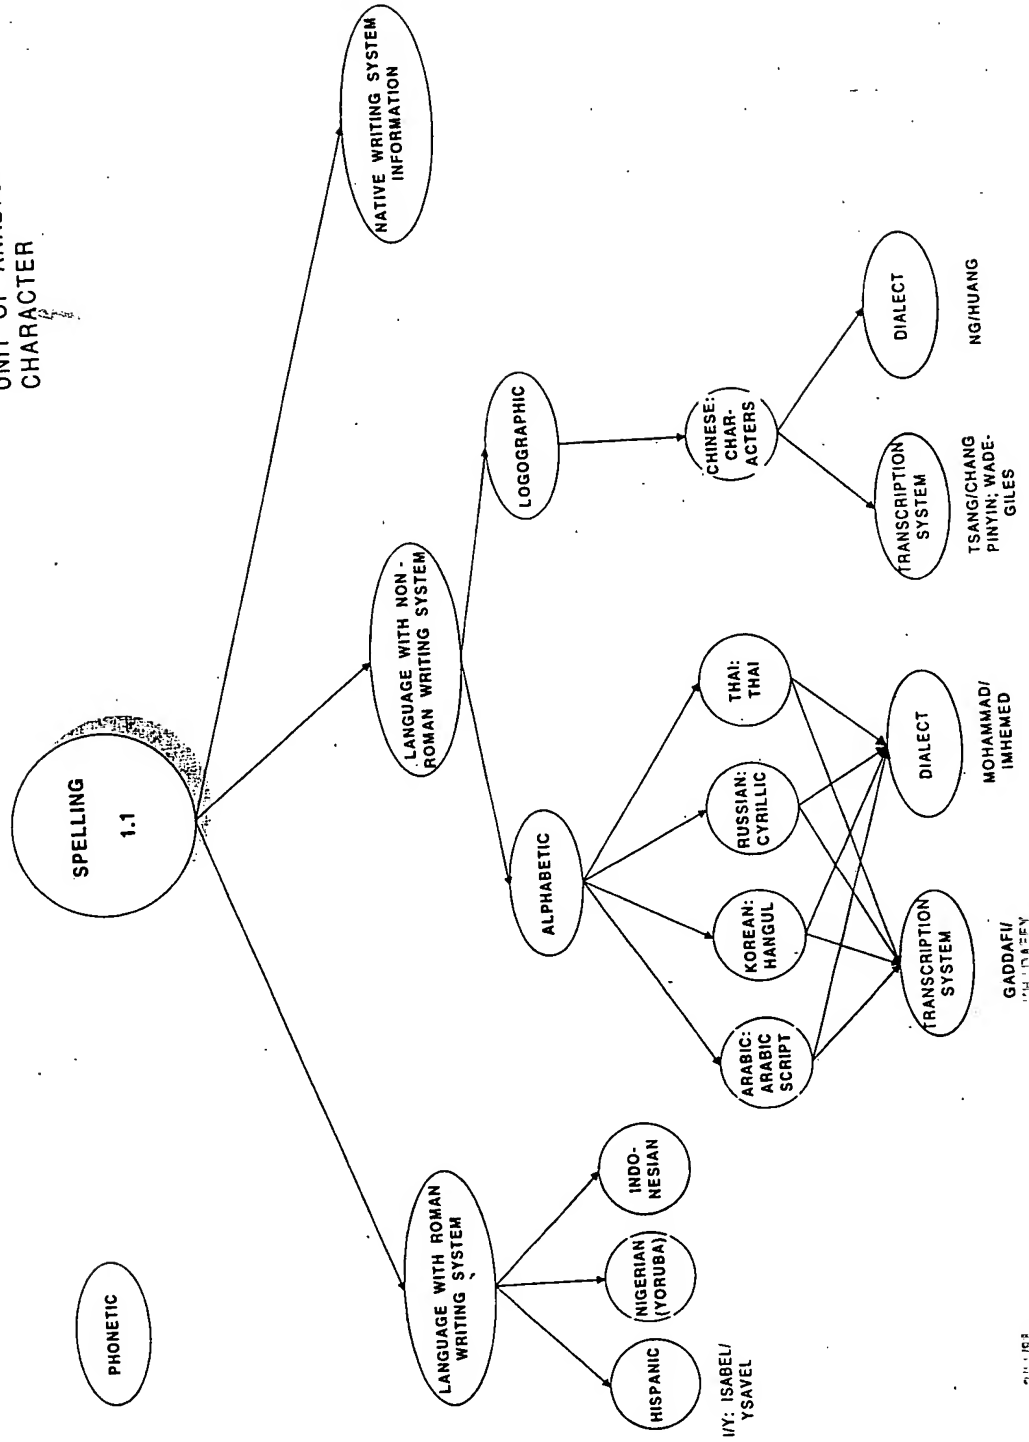 CHARACTER
PHONETIC
SPELLING
1.1
LANGUAGE WITH ROMAN
WRITING SYSTEM
LANGUAGE WITH NON-
ROMAN WRITING SYSTEM
NATIVE WRITING SYSTEM
INFORMATION
ALPHABETIC
LOGOGRAPHIC
HISPANIC
NIGERIAN
(YORUBA)
INDO-
NESIAN
ARABIC:
ARABIC
SCRIPT
KOREAN:
HANGUL
RUSSIAN:
CYRILLIC
THAI:
THAI
CHINESE:
CHAR-
ACTERS
I/Y: ISABEL/
YSAVEL
TRANSCRIPTION
SYSTEM
DIALECT
TRANSCRIPTION
SYSTEM
DIALECT
GADDAFI/
MOHAMMAD/
IMHEMED
TSANG/CHANG
PINYIN; WADE-
GILES
NG/HUANG